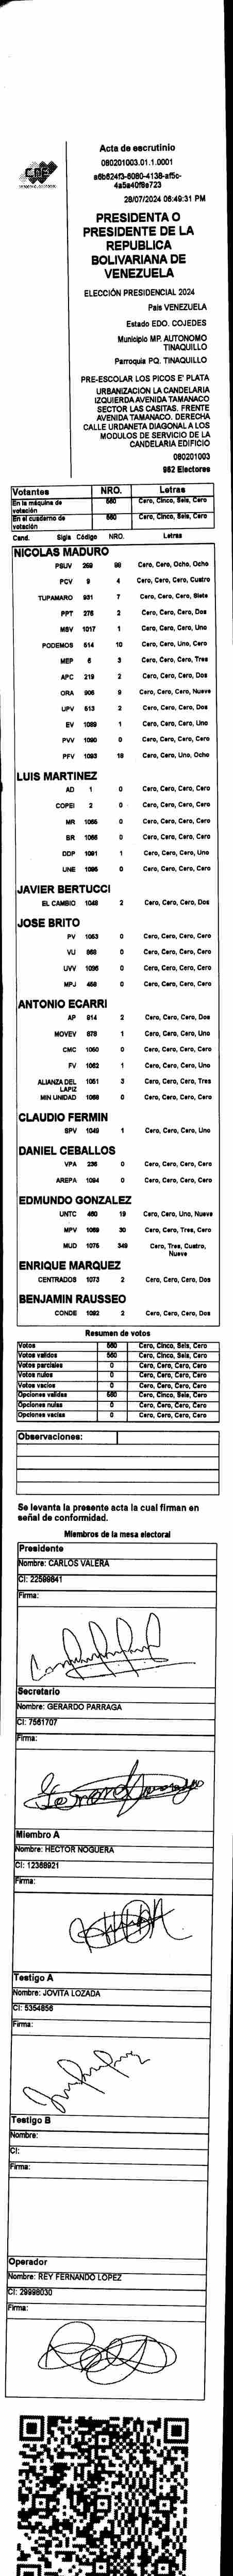 CNE
Acta de escrutinio
080201003.01.1.0001
28/07/2024 06:49:31 PM
PRESIDENTA O
PRESIDENTE DE LA
REPUBLICA
BOLIVARIANA DE
VENEZUELA
ELECCIÓN PRESIDENCIAL 2024
País VENEZUELA
Estado EDO. COJEDES
Municipio MP. AUTONOMO
TINAQUILLO
Parroquia PQ. TINAQUILLO
PRE-ESCOLAR LOS PICOS E' PLATA
URBANIZACIÓN LA CANDELARIA
IZQUIERDA AVENIDA TAMANACO
SECTOR LAS CASITAS. FRENTE
AVENIDA TAMANACO. DERECHA
CALLE URDANETA DIAGONAL A LOS
MODULOS DE SERVICIO DE LA
CANDELARIA EDIFICIO
080201003
982 Electores
Votantes NRO. Letras
En la máquina de votación 560 Cero, Cinco, Seis, Cero
En el cuaderno de votación 560 Cero, Cinco, Seis, Cero
Cand. Sigla Código NRO. Letras
NICOLAS MADURO
PSUV 269 88 Cero, Cero, Ocho, Ocho
PCV 9 4 Cero, Cero, Cero, Cuatro
TUPAMARO 931 7 Cero, Cero, Cero, Siete
PPT 276 2 Cero, Cero, Cero, Dos
MSV 1017 1 Cero, Cero, Cero, Uno
PODEMOS 514 10 Cero, Cero, Uno, Cero
MEP 6 3 Cero, Cero, Cero, Tres
APC 219 2 Cero, Cero, Cero, Dos
ORA 906 9 Cero, Cero, Cero, Nueve
UPV 613 2 Cero, Cero, Cero, Dos
EV 1089 1 Cero, Cero, Cero, Uno
PVV 1090 0 Cero, Cero, Cero, Cero
PFV 1093 18 Cero, Cero, Uno, Ocho
LUIS MARTINEZ
AD 1 0 Cero, Cero, Cero, Cero
COPEI 2 0 Cero, Cero, Cero, Cero
MR 1065 0 Cero, Cero, Cero, Cero
BR 1066 0 Cero, Cero, Cero, Cero
DDP 1091 1 Cero, Cero, Cero, Uno
UNE 1096 0 Cero, Cero, Cero, Cero
JAVIER BERTUCCI
EL CAMBIO 1048 2 Cero, Cero, Cero, Dos
JOSE BRITO
PV 1053 0 Cero, Cero, Cero, Cero
VU 868 0 Cero, Cero, Cero, Cero
UVV 1095 0 Cero, Cero, Cero, Cero
MPJ 458 0 Cero, Cero, Cero, Cero
ANTONIO ECARRI
AP 814 2 Cero, Cero, Cero, Dos
MOVEV 878 1 Cero, Cero, Cero, Uno
CMC 1050 0 Cero, Cero, Cero, Cero
FV 1062 1 Cero, Cero, Cero, Uno
ALIANZA DEL LAPIZ 1051 3 Cero, Cero, Cero, Tres
MIN UNIDAD 1068 0 Cero, Cero, Cero, Cero
CLAUDIO FERMIN
SPV 1049 1 Cero, Cero, Cero, Uno
DANIEL CEBALLOS
VPA 236 0 Cero, Cero, Cero, Cero
AREPA 1094 0 Cero, Cero, Cero, Cero
EDMUNDO GONZALEZ
UNTC 460 19 Cero, Cero, Uno, Nueve
MPV 1069 30 Cero, Cero, Tres, Cero
MUD 1075 349 Cero, Tres, Cuatro,
Nueve
ENRIQUE MARQUEZ
CENTRADOS 1073 2 Cero, Cero, Cero, Dos
BENJAMIN RAUSSEO
CONDE 1092 2 Cero, Cero, Cero, Dos
Resumen de votos
Votos 560 Cero, Cinco, Seis, Cero
Votos validos 560 Cero, Cinco, Seis, Cero
Votos parciales 0 Cero, Cero, Cero, Cero
Votos nulos 0 Cero, Cero, Cero, Cero
Votos vacios 0 Cero, Cero, Cero, Cero
Opciones validas 560 Cero, Cinco, Seis, Cero
Opciones nulas 0 Cero, Cero, Cero, Cero
Opciones vacias 0 Cero, Cero, Cero, Cero
Observaciones:
Se levanta la presente acta la cual firman en
señal de conformidad.
Miembros de la mesa electoral
Presidente
Nombre: CARLOS VALERA
CI: 22599841
Firma:
Secretario
Nombre: GERARDO PARRAGA
CI: 7561707
Firma:
Miembro A
Nombre: HECTOR NOGUERA
CI: 12368921
Firma:
Testigo A
Nombre: JOVITA LOZADA
CI: 5354856
Firma:
Testigo B
Nombre:
CI:
Firma:
Operador
Nombre: REY FERNANDO LOPEZ
CI: 29998030
Firma: